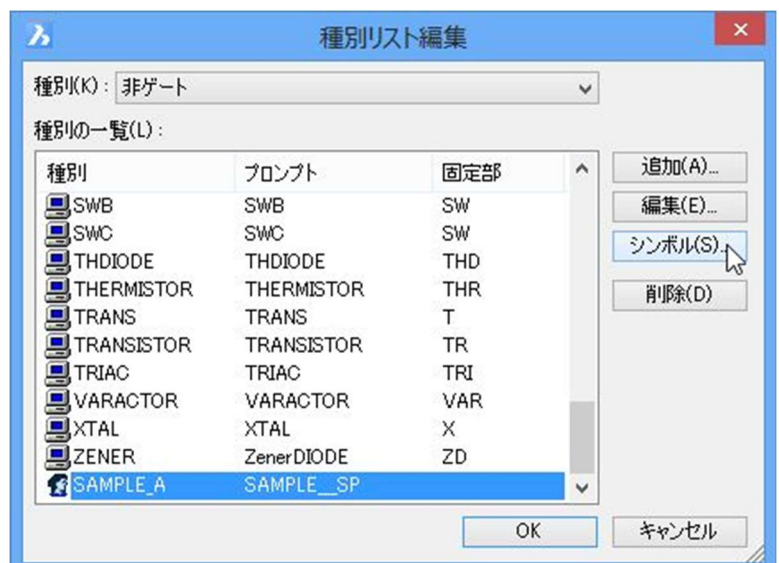 種別リスト編集
種別(K): 非ゲート
種別の一覧(L):
種別 プロンプト 固定部
SWB SWB SW
SWC SWC SW
THDIODE THDIODE THD
THERMISTOR THERMISTOR THR
TRANS TRANS T
TRANSISTOR TRANSISTOR TR
TRIAC TRIAC TRI
VARACTOR VARACTOR VAR
XTAL XTAL X
ZENER ZenerDIODE ZD
SAMPLE_A SAMPLE__SP
追加(A)...
編集(E)...
シンボル(S)...
削除(D)
OK キャンセル